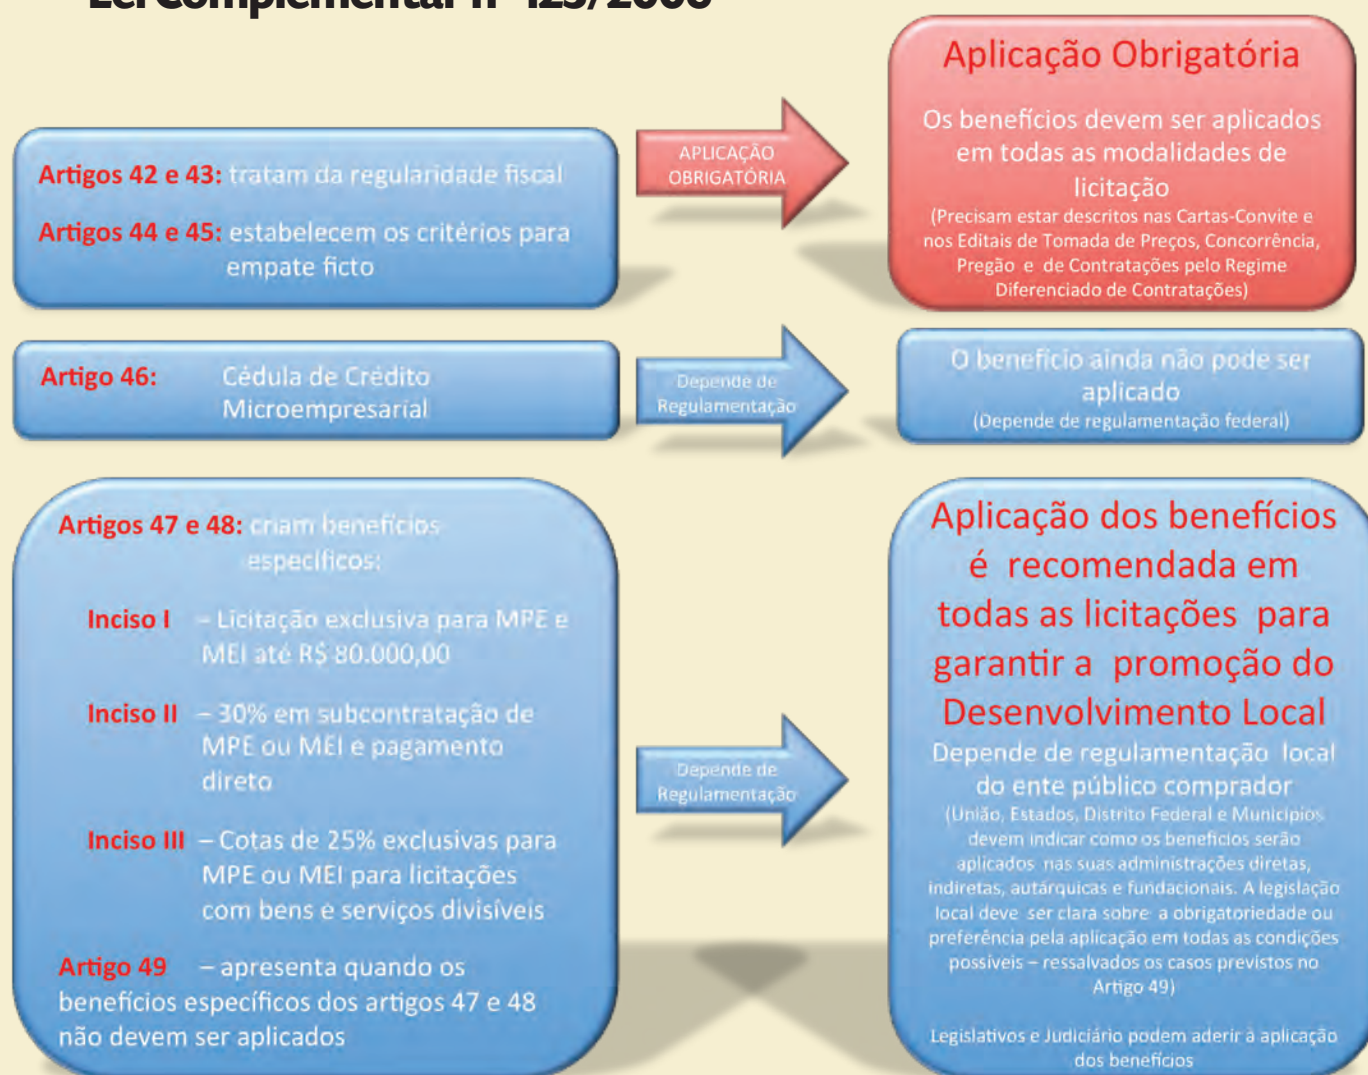 Lei Complementar nº 123/2006
Artigos 42 e 43: tratam da regularidade fiscal
Artigos 44 e 45: estabelecem os critérios para
empate ficto
APLICAÇÃO
OBRIGATÓRIA
Aplicação Obrigatória
Os benefícios devem ser aplicados
em todas as modalidades de
licitação
(Precisam estar descritos nas Cartas-Convite e
nos Editais de Tomada de Preços, Concorrência,
Pregão e de Contratações pelo Regime
Diferenciado de Contratações)
Artigo 46: Cédula de Crédito
Microempresarial
Depende de
Regulamentação
O benefício ainda não pode ser
aplicado
(Depende de regulamentação federal)
Artigos 47 e 48: criam benefícios
específicos:
Inciso I – Licitação exclusiva para MPE e
MEI até R$ 80.000,00
Inciso II – 30% em subcontratação de
MPE ou MEI e pagamento
direto
Inciso III – Cotas de 25% exclusivas para
MPE ou MEI para licitações
com bens e serviços divisíveis
Artigo 49 – apresenta quando os
benefícios específicos dos artigos 47 e 48
não devem ser aplicados
Depende de
Regulamentação
Aplicação dos benefícios
é recomendada em
todas as licitações para
garantir a promoção do
Desenvolvimento Local
Depende de regulamentação local
do ente público comprador
(União, Estados, Distrito Federal e Municípios
devem indicar como os benefícios serão
aplicados nas suas administrações diretas,
indiretas, autárquicas e fundacionais. A legislação
local deve ser clara sobre a obrigatoriedade ou
preferência pela aplicação em todas as condições
possíveis – ressalvados os casos previstos no
Artigo 49)
Legislativos e Judiciário podem aderir à aplicação
dos benefícios